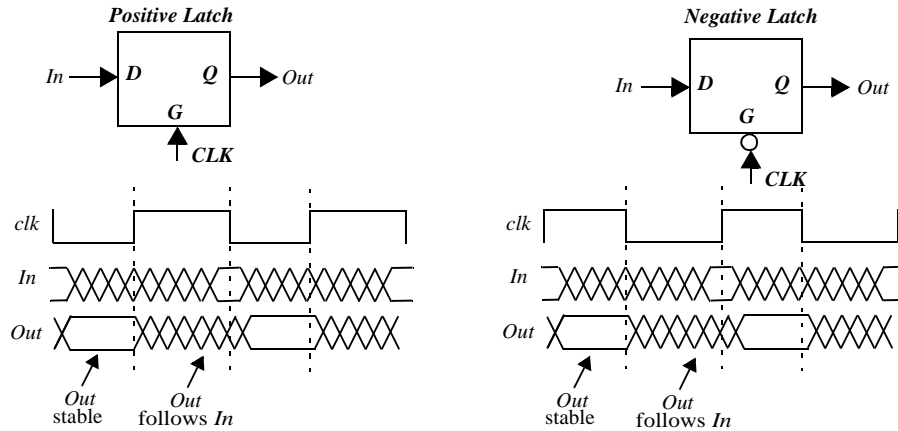 Positive Latch
In
D
Q
Out
G
CLK
clk
In
Out
Out
stable
Out
follows In
Negative Latch
In
D
Q
Out
G
CLK
clk
In
Out
Out
stable
Out
follows In